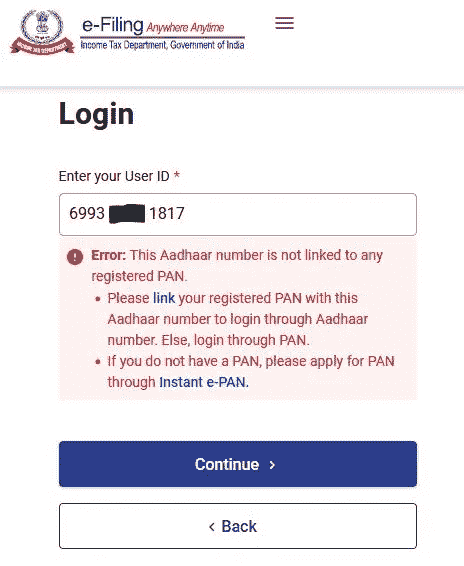 e-Filing Anywhere Anytime
Income Tax Department, Government of India
Login
Enter your User ID *
6993 1817
Error: This Aadhaar number is not linked to any
registered PAN.
• Please link your registered PAN with this
Aadhaar number to login through Aadhaar
number. Else, login through PAN.
• If you do not have a PAN, please apply for PAN
through Instant e-PAN.
Continue >
< Back